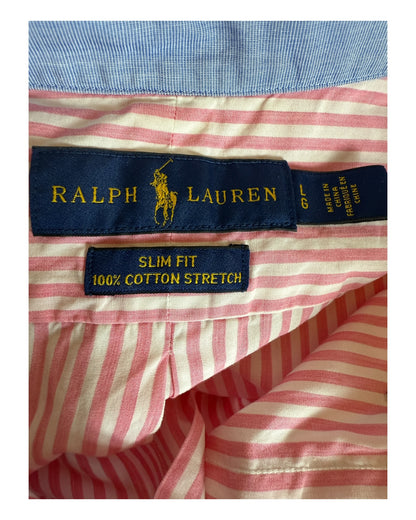 RALPH LAUREN
L
G
MADE IN
CHINA
FABRIQUÉ EN
CHINE
SLIM FIT
100% COTTON STRETCH